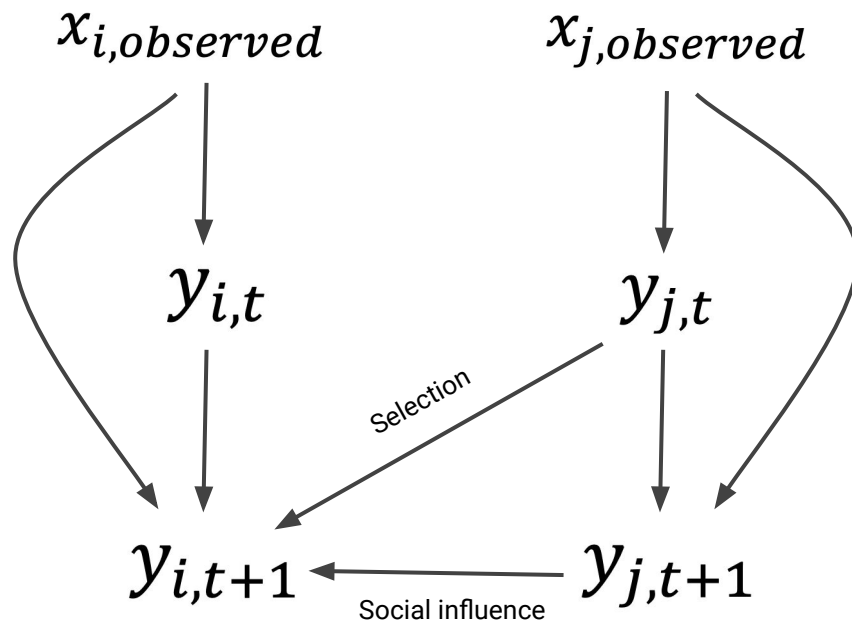 x_{i,observed} x_{j,observed}
y_{i,t} y_{j,t}
Selection
y_{i,t+1} y_{j,t+1}
Social influence